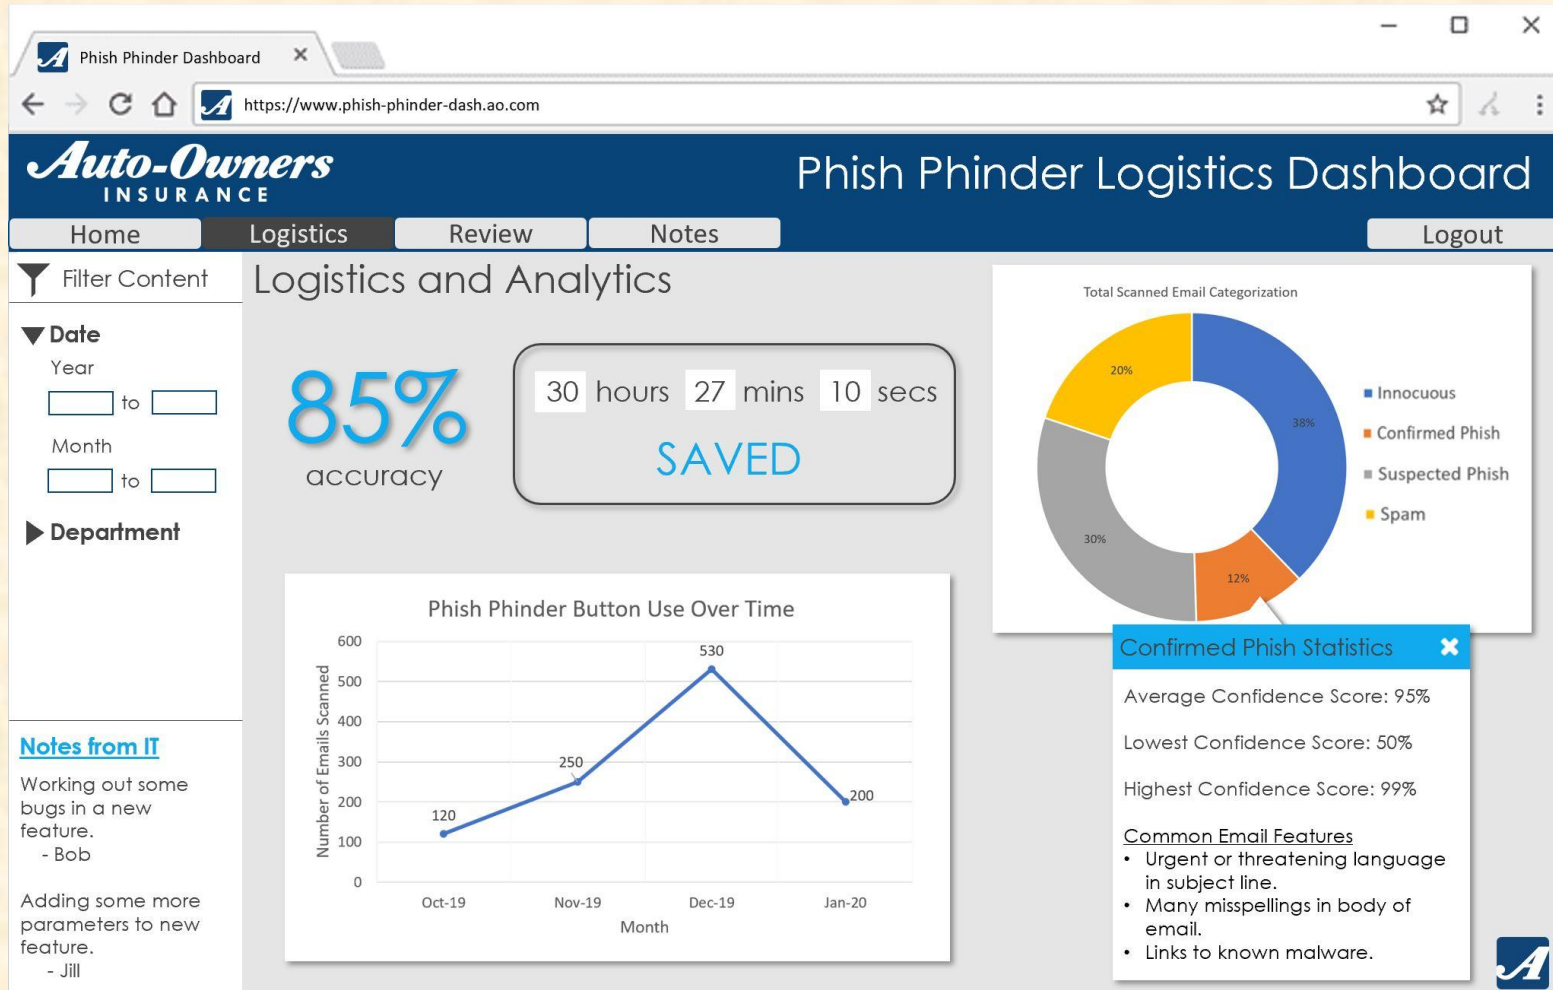 Phish Phinder Dashboard
https://www.phish-phinder-dash.ao.com
Auto-Owners
INSURANCE
Phish Phinder Logistics Dashboard
Home
Logistics
Review
Notes
Logout
Filter Content
Date
Year
to
Month
to
Department
Notes from IT
Working out some
bugs in a new
feature.
- Bob
Adding some more
parameters to new
feature.
- Jill
Logistics and Analytics
85%
accuracy
30 hours 27 mins 10 secs
SAVED
Phish Phinder Button Use Over Time
Number of Emails Scanned
600
500
400
300
200
100
0
120
250
530
200
Oct-19
Nov-19
Dec-19
Jan-20
Month
Total Scanned Email Categorization
20%
38%
30%
12%
Innocuous
Confirmed Phish
Suspected Phish
Spam
Confirmed Phish Statistics
Average Confidence Score: 95%
Lowest Confidence Score: 50%
Highest Confidence Score: 99%
Common Email Features
• Urgent or threatening language
in subject line.
• Many misspellings in body of
email.
• Links to known malware.
A